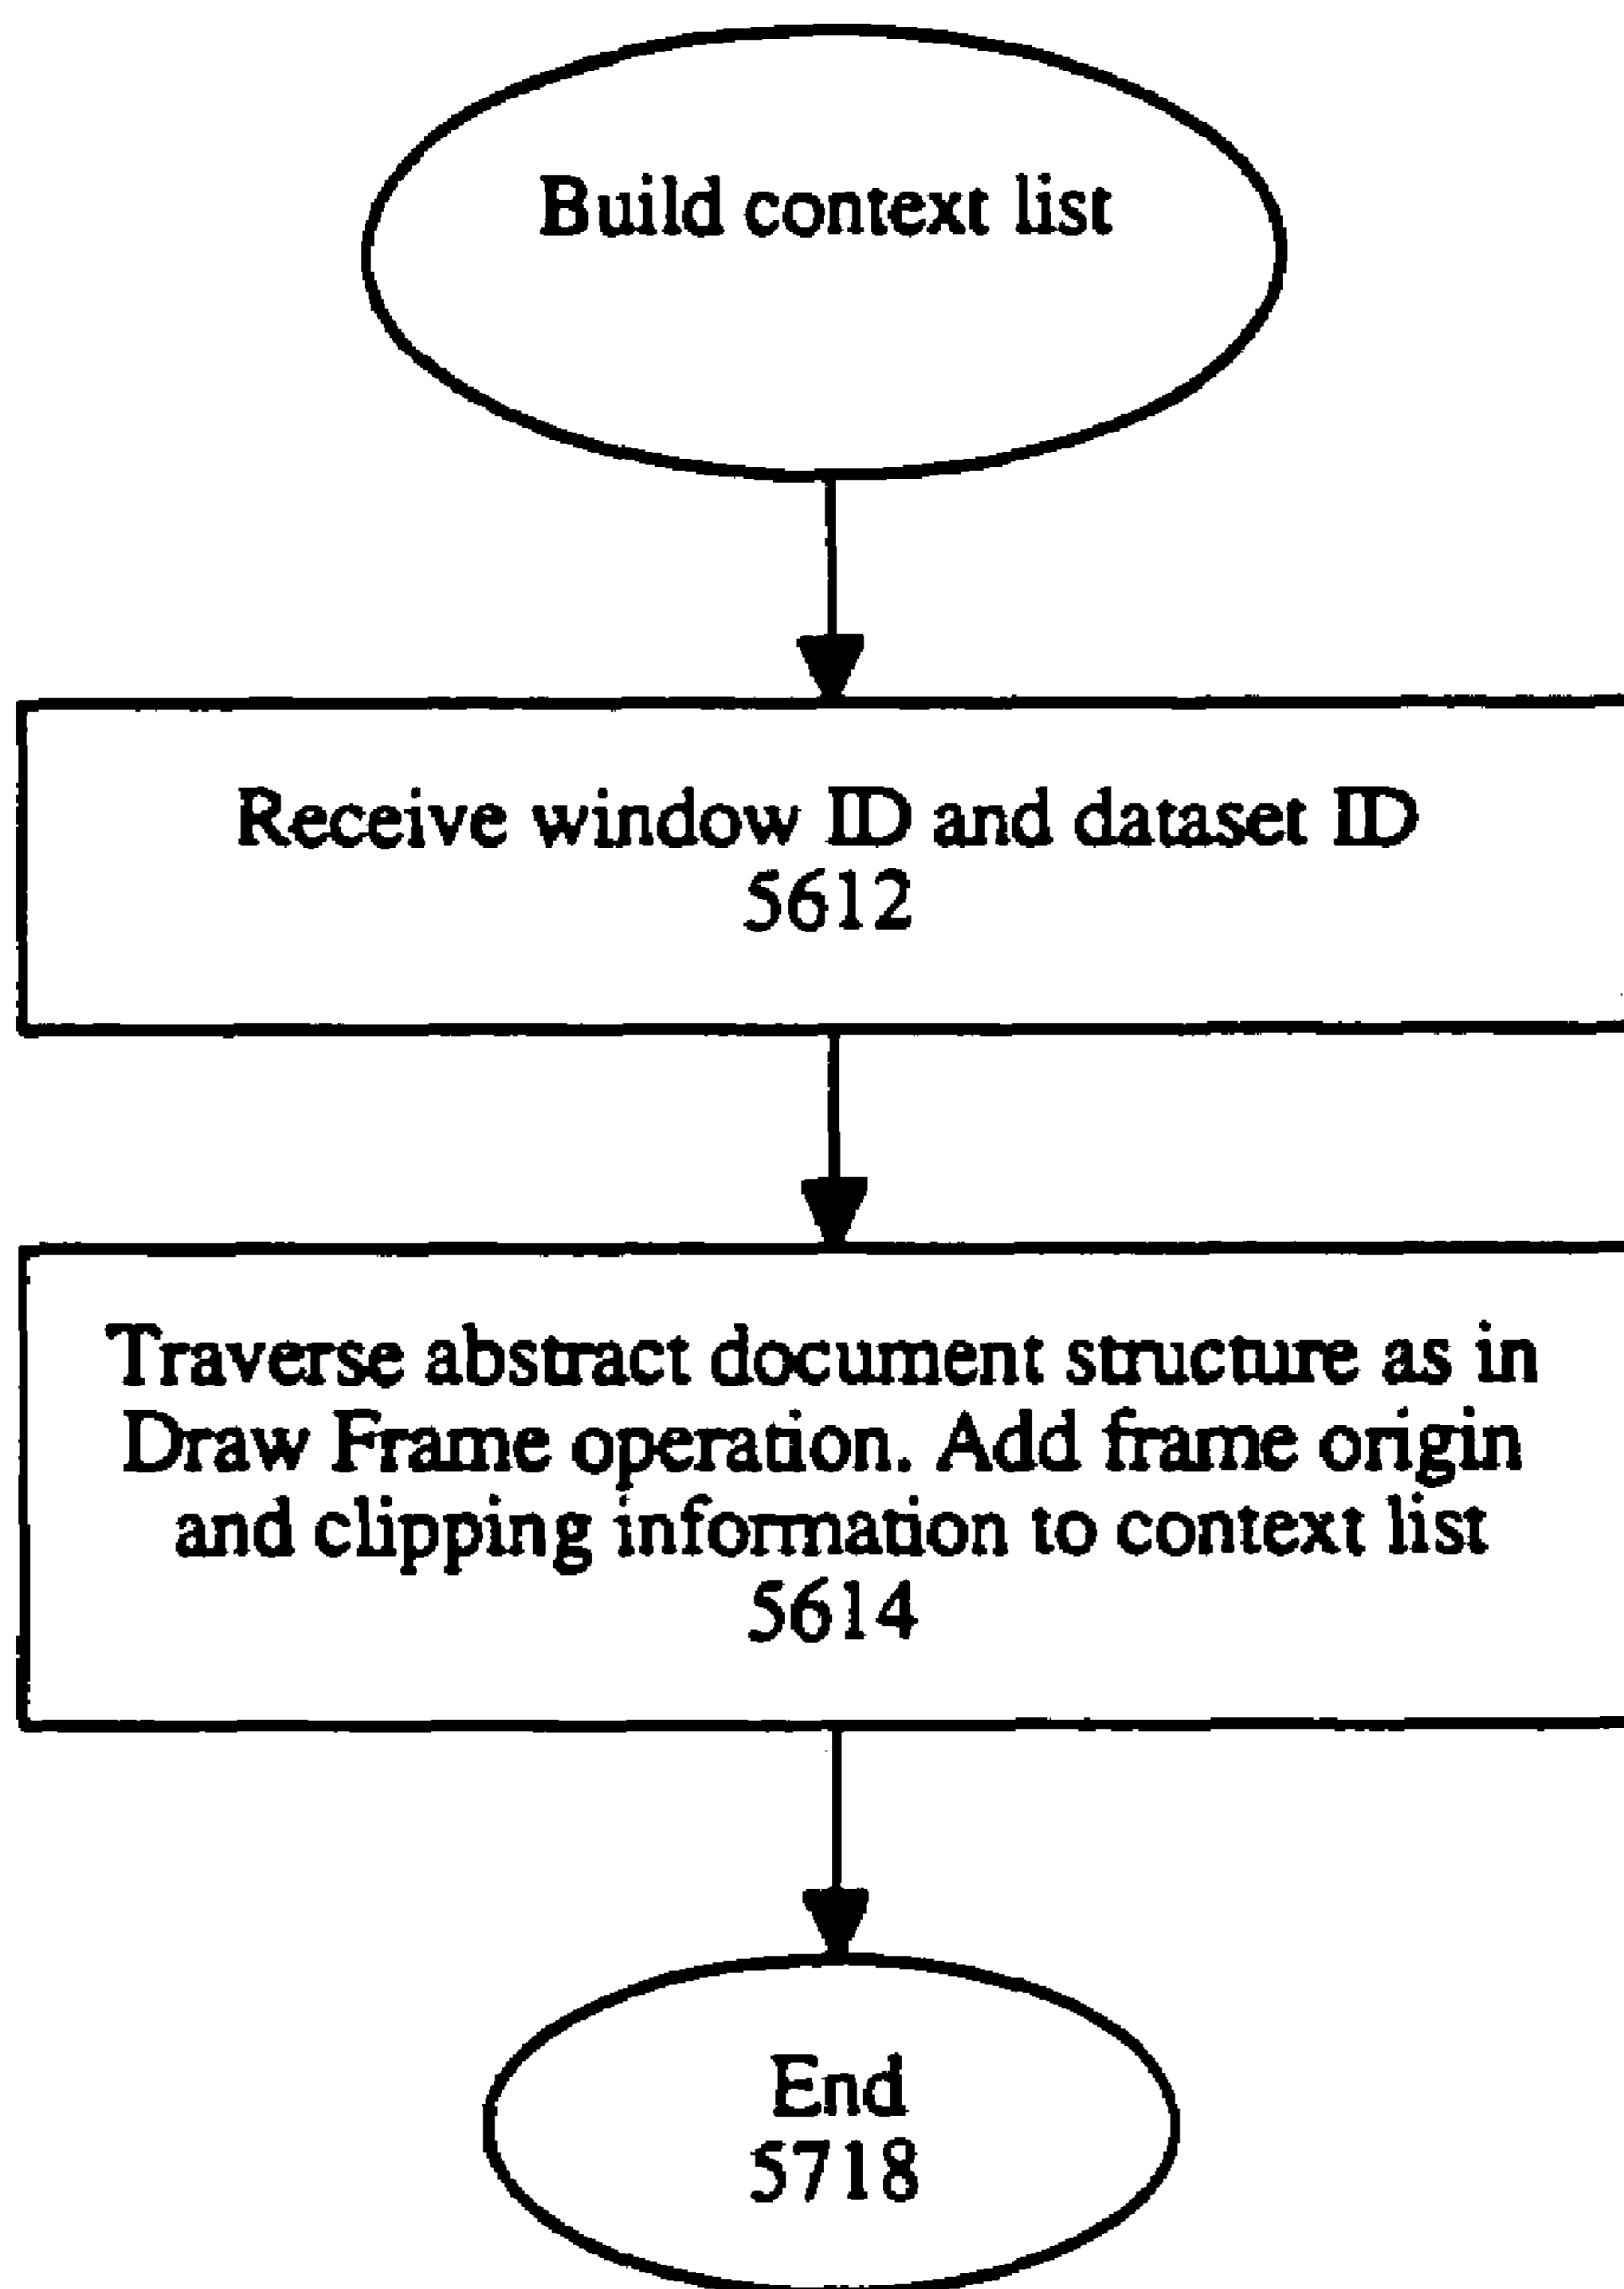 Build context list
Receive window ID and dataset ID
5612
Traverse abstract document structure as in
Draw Frame operation. Add frame origin
and clipping information to context list
5614
End
5718